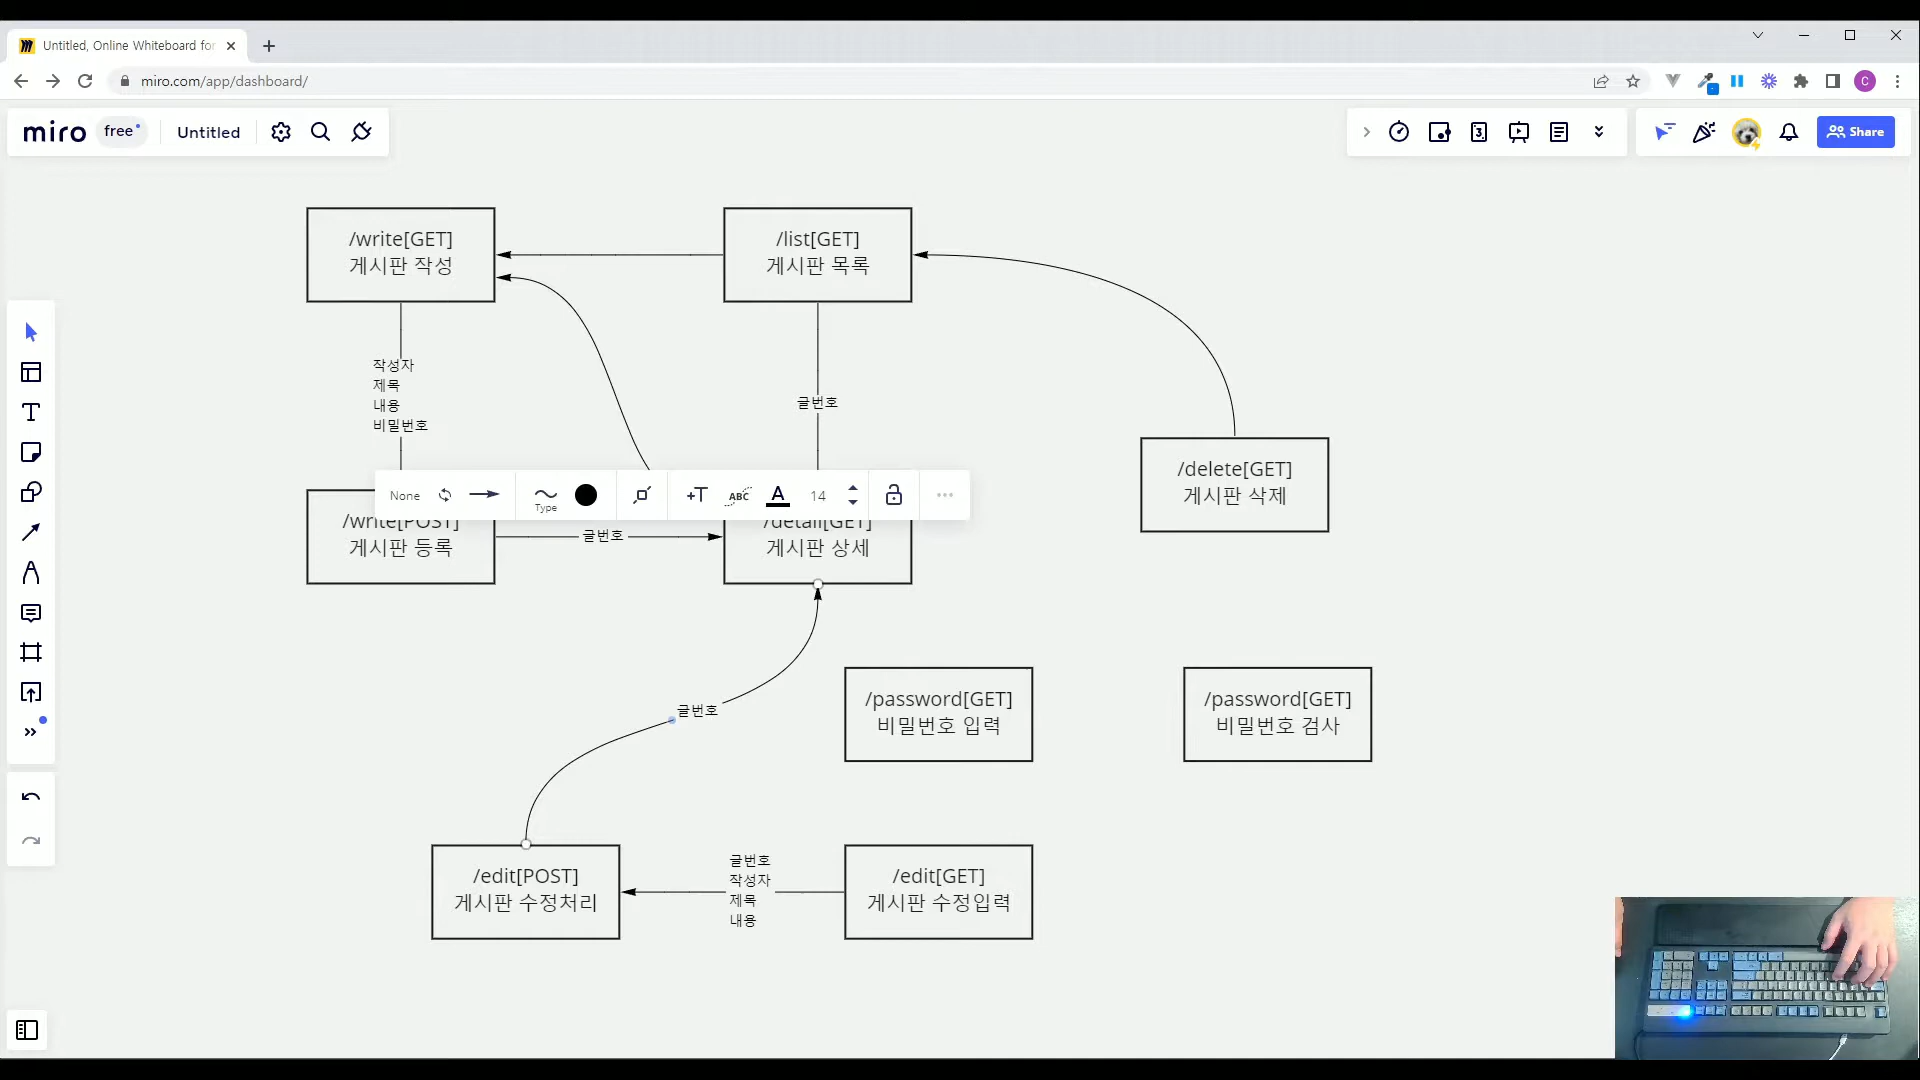 Untitled, Online Whiteboard for
miro.com/app/dashboard/
C
miro
free
Untitled
3
Share
/write[GET]
게시판 작성
/list[GET]
게시판 목록
작성자
제목
내용
비밀번호
글번호
/delete[GET]
게시판 삭제
None
Type
+T
ABC
A
14
/write[POST]
게시판 등록
글번호
/detail[GET]
게시판 상세
글번호
/password[GET]
비밀번호 입력
/password[GET]
비밀번호 검사
/edit[POST]
게시판 수정처리
글번호
작성자
제목
내용
/edit[GET]
게시판 수정입력